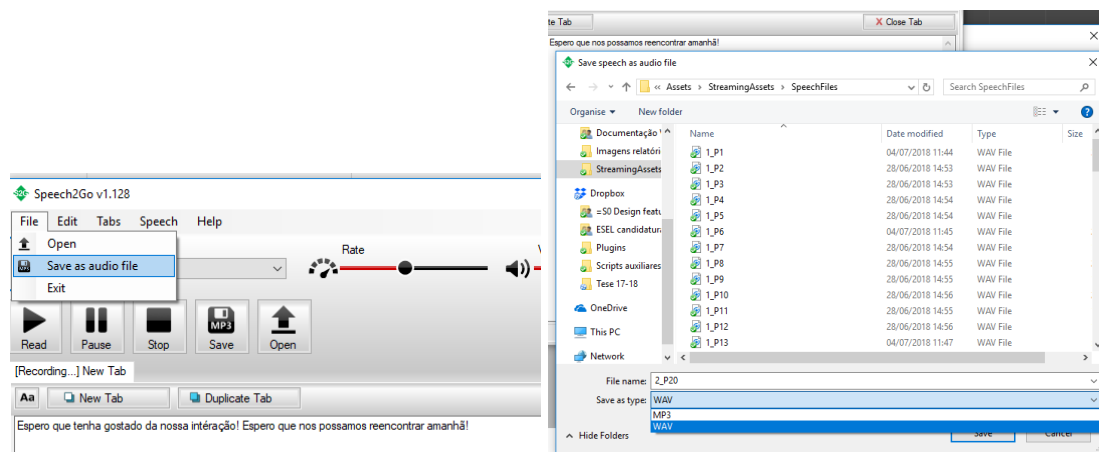 Speech2Go v1.128
File Edit Tabs Speech Help
Open
Save as audio file
Exit
Rate
MP3
Read Pause Stop Save Open
[Recording...] New Tab
Aa New Tab Duplicate Tab
Espero que tenha gostado da nossa intéração! Espero que nos possamos reencontrar amanhã!
te Tab X Close Tab
Espero que nos possamos reencontrar amanhã!
Save speech as audio file
« Assets › StreamingAssets › SpeechFiles Search SpeechFiles
Organise New folder
Documentação
Imagens relatóri
StreamingAssets
Dropbox
=S0 Design featu
ESEL candidatur
Plugins
Scripts auxiliares
Tese 17-18
OneDrive
This PC
Network
Name Date modified Type Size
1_P1 04/07/2018 11:44 WAV File
1_P2 28/06/2018 14:53 WAV File
1_P3 28/06/2018 14:53 WAV File
1_P4 28/06/2018 14:54 WAV File
1_P5 28/06/2018 14:54 WAV File
1_P6 04/07/2018 11:45 WAV File
1_P7 28/06/2018 14:54 WAV File
1_P8 28/06/2018 14:55 WAV File
1_P9 28/06/2018 14:55 WAV File
1_P10 28/06/2018 14:56 WAV File
1_P11 28/06/2018 14:55 WAV File
1_P12 28/06/2018 14:56 WAV File
1_P13 04/07/2018 11:47 WAV File
File name: 2_P20
Save as type: WAV
MP3
WAV
Hide Folders Save Cancel